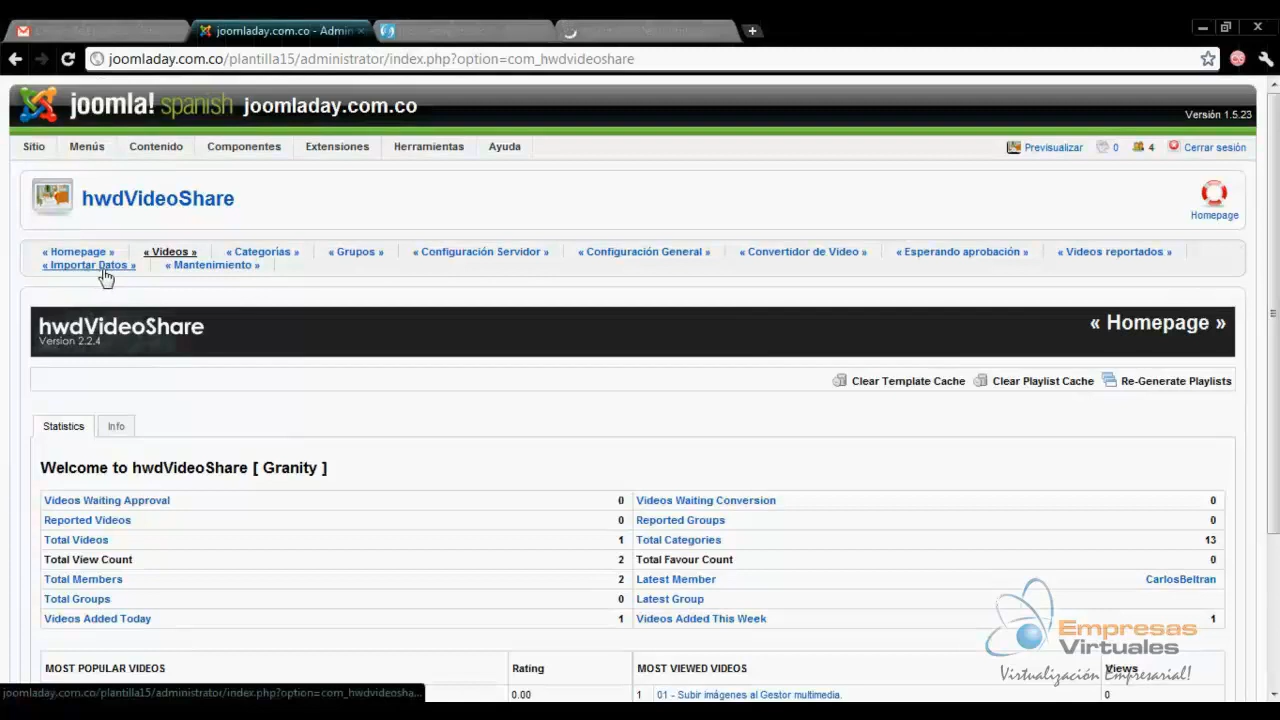 joomladay.com.co - Admin
joomladay.com.co/plantilla15/administrator/index.php?option=com_hwdvideoshare
joomla! spanish joomladay.com.co
Versión 1.5.23
Sitio Menús Contenido Componentes Extensiones Herramientas Ayuda Previsualizar 0 4 Cerrar sesión
hwdVideoShare
Homepage
« Homepage » « Videos » « Categorías » « Grupos » « Configuración Servidor » « Configuración General » « Convertidor de Video » « Esperando aprobación » « Videos reportados »
« Importar Datos » « Mantenimiento »
hwdVideoShare « Homepage »
Version 2.2.4
Clear Template Cache Clear Playlist Cache Re-Generate Playlists
Statistics Info
Welcome to hwdVideoShare [ Granity ]
Videos Waiting Approval 0 Videos Waiting Conversion 0
Reported Videos 0 Reported Groups 0
Total Videos 1 Total Categories 13
Total View Count 2 Total Favour Count 0
Total Members 2 Latest Member CarlosBeltran
Total Groups 0 Latest Group
Videos Added Today 1 Videos Added This Week 1
Empresas
Virtuales
Virtualización Empresarial!
MOST POPULAR VIDEOS Rating MOST VIEWED VIDEOS Views
0.00 1 01 - Subir imágenes al Gestor multimedia. 0
joomladay.com.co/plantilla15/administrator/index.php?option=com_hwdvideosha...